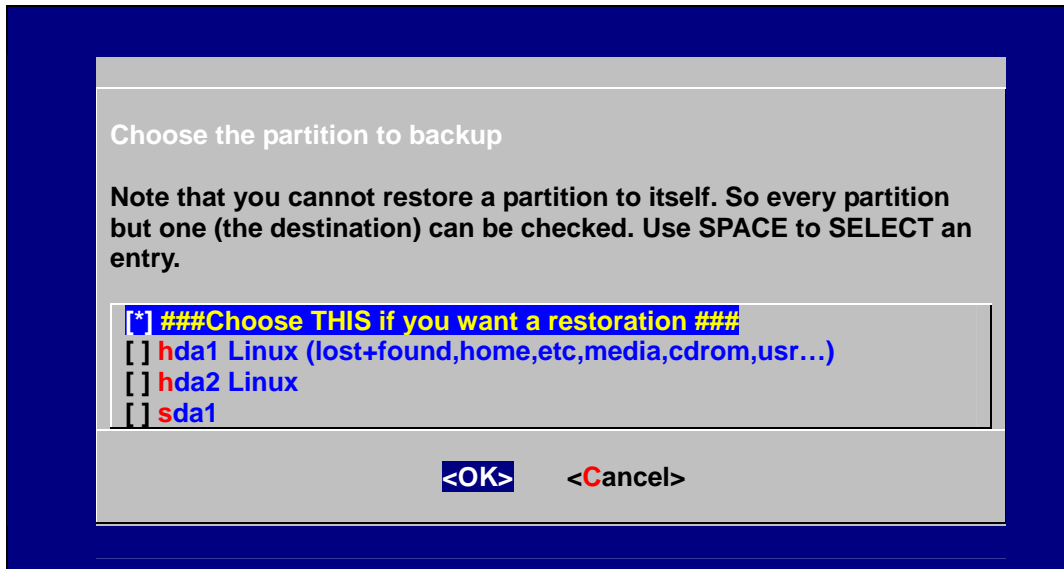 Choose the partition to backup
Note that you cannot restore a partition to itself. So every partition
but one (the destination) can be checked. Use SPACE to SELECT an
entry.
[*] ###Choose THIS if you want a restoration ###
[ ] hda1 Linux (lost+found,home,etc,media,cdrom,usr…)
[ ] hda2 Linux
[ ] sda1
<OK> <Cancel>